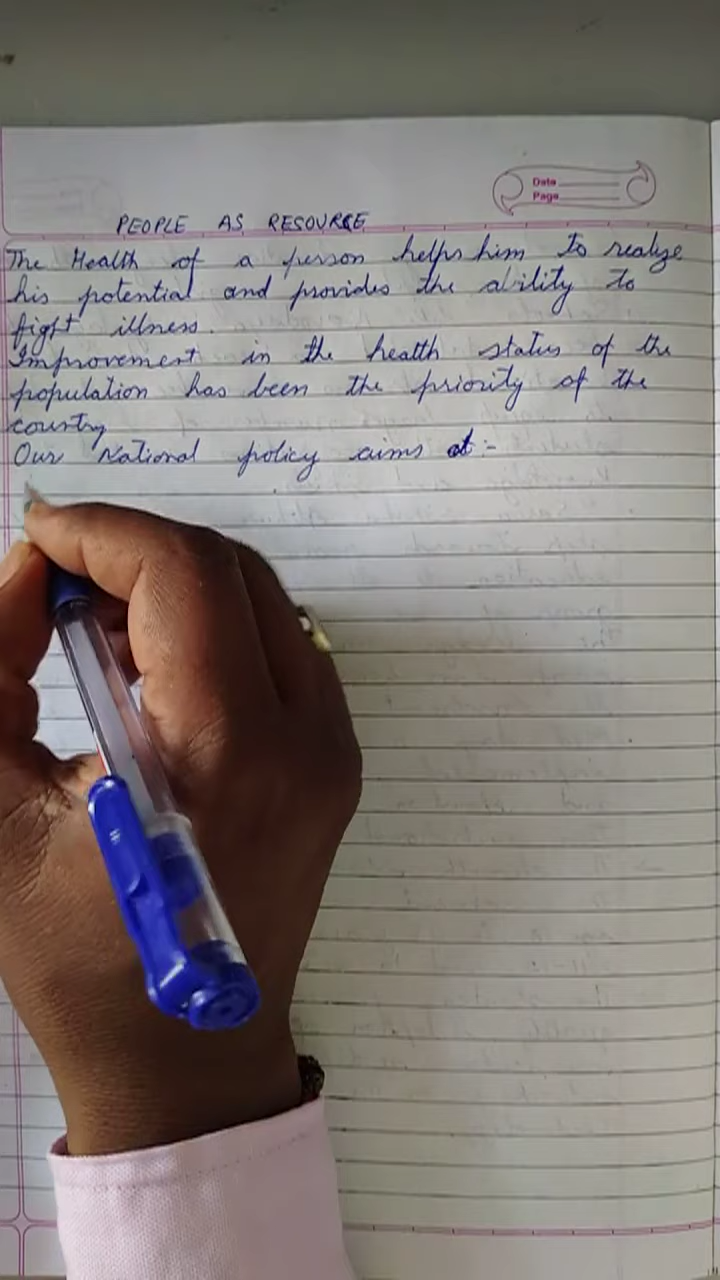 Date
Page
PEOPLE AS RESOURCE
The Health of a person helps him to realize
his potential and provides the ability to
fight illness.
Improvement in the health status of the
population has been the priority of the
country
Our National policy aims at :-